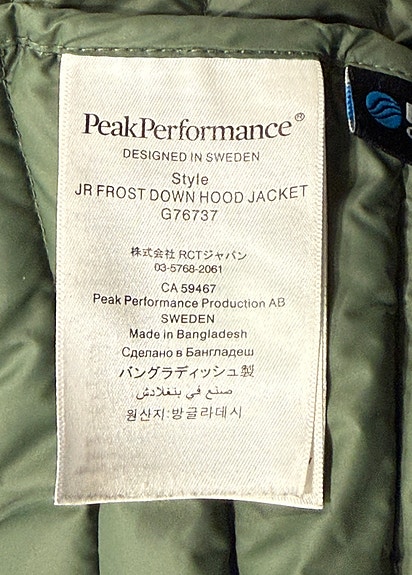 PeakPerformance®
DESIGNED IN SWEDEN
Style
JR FROST DOWN HOOD JACKET
G76737
株式会社 RCTジャパン
03-5768-2061
CA 59467
Peak Performance Production AB
SWEDEN
Made in Bangladesh
Сделано в Бангладеш
バングラディッシュ製
صنع في بنغلادش
원산지:방글라데시